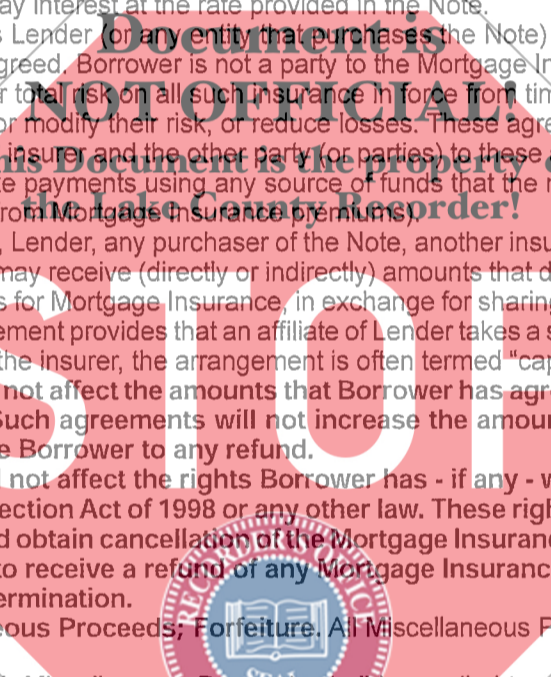 ay interest at the rate provided in the Note.
s Lender (or any entity that purchases the Note)
Document is
greed. Borrower is not a party to the Mortgage In
r total risk on all such insurance in force from tim
NOT OFFICIAL!
or modify their risk, or reduce losses. These agre
insurer and the other party (or parties) to these
his Document is the property
e payments using any source of funds that the
rom Mortgage Insurance premiums).
the Lake County Recorder!
, Lender, any purchaser of the Note, another insu
may receive (directly or indirectly) amounts that d
s for Mortgage Insurance, in exchange for sharing
ement provides that an affiliate of Lender takes a s
the insurer, the arrangement is often termed “cap
STOP
not affect the amounts that Borrower has agr
Such agreements will not increase the amour
e Borrower to any refund.
not affect the rights Borrower has - if any - w
ection Act of 1998 or any other law. These righ
d obtain cancellation of the Mortgage Insuranc
to receive a refund of any Mortgage Insuranc
ermination.
RECORDER'S OFFICE
eous Proceeds; Forfeiture. All Miscellaneous P